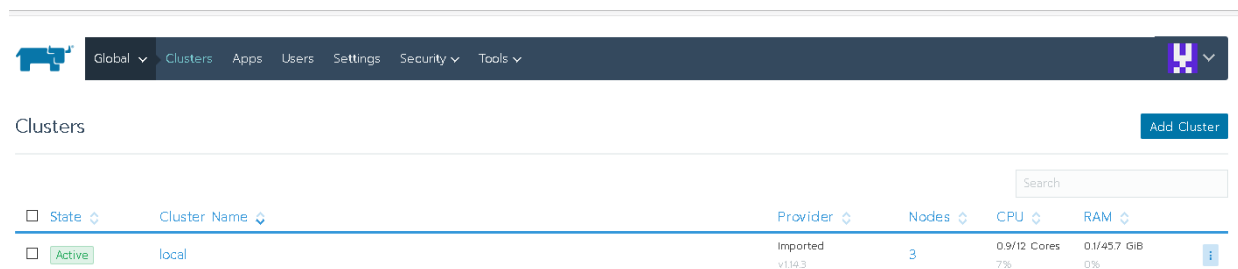 Global Clusters Apps Users Settings Security Tools
Clusters
Add Cluster
Search
State Cluster Name Provider Nodes CPU RAM
Active local Imported 3 0.9/12 Cores 0.1/45.7 GiB
v1.14.3 7% 0%